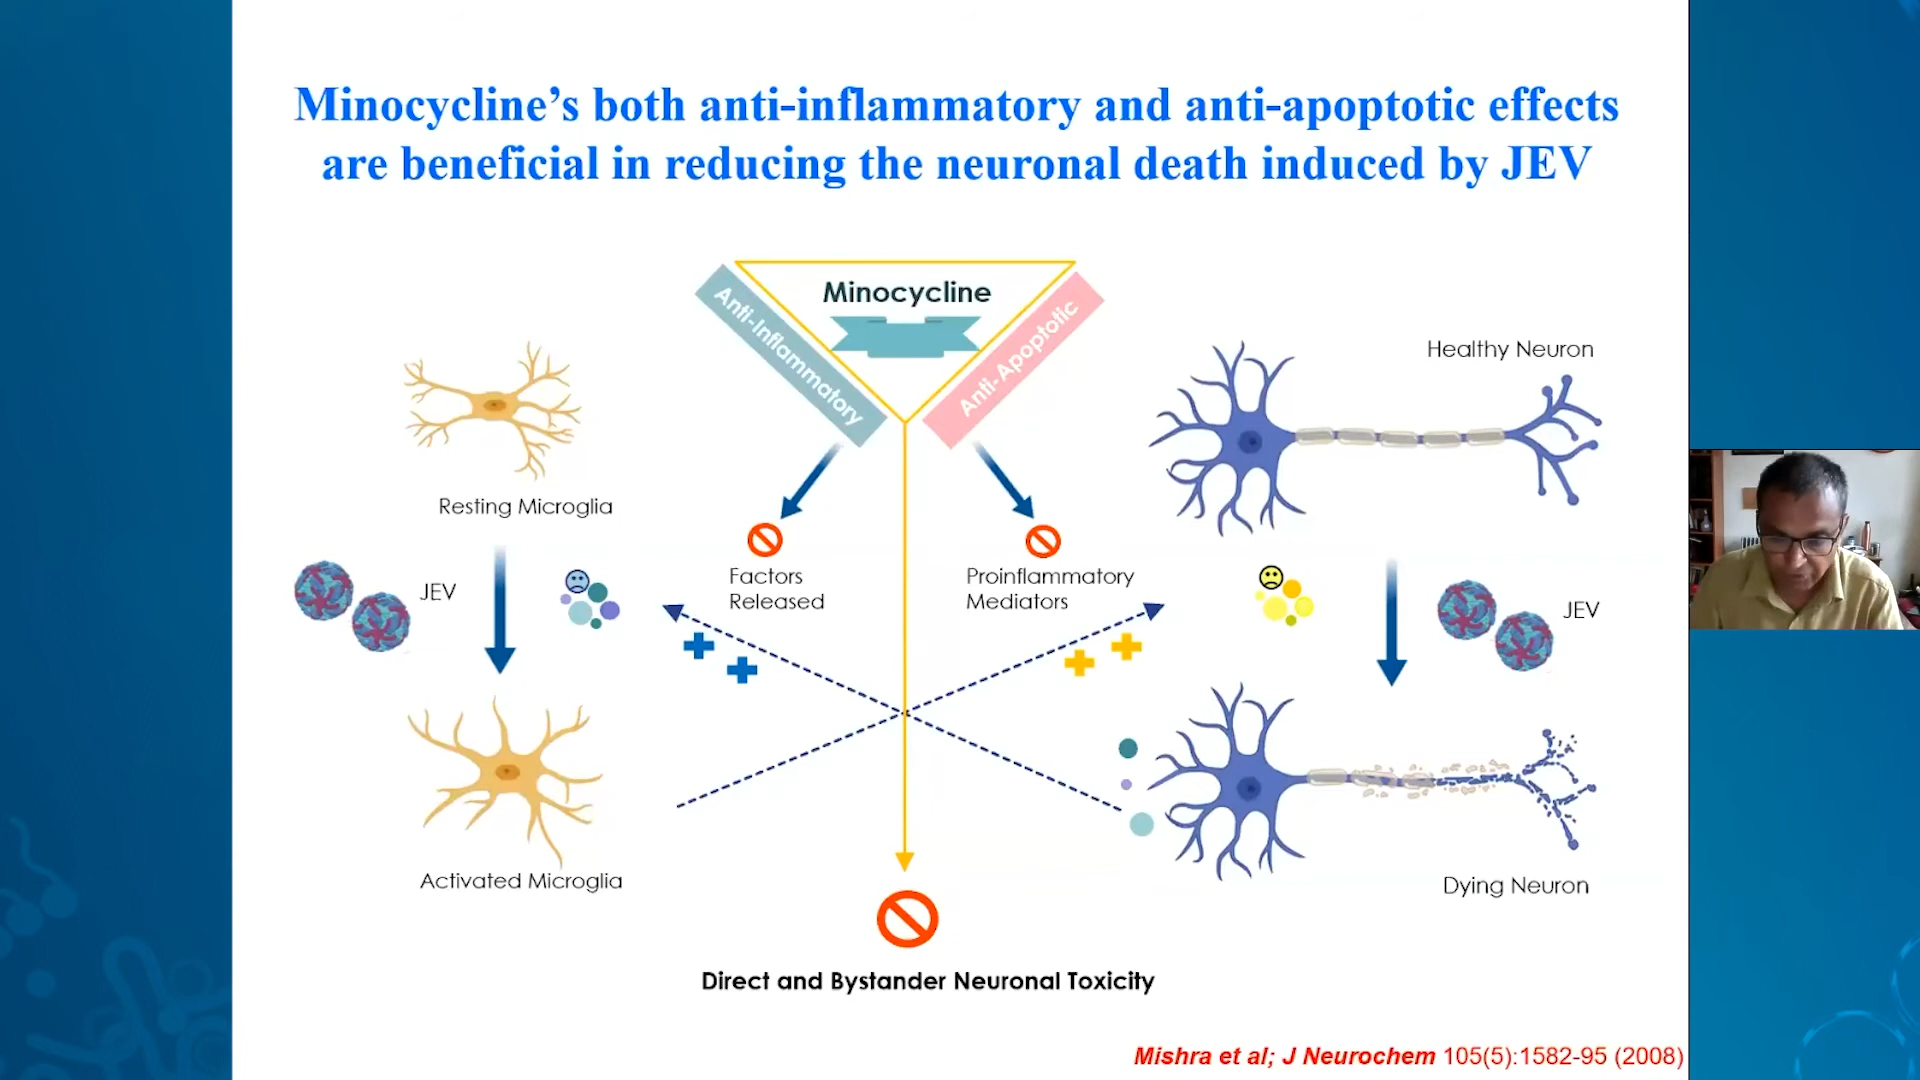 Minocycline’s both anti-inflammatory and anti-apoptotic effects
are beneficial in reducing the neuronal death induced by JEV
Minocycline
Anti-Inflammatory
Anti-Apoptotic
Healthy Neuron
Resting Microglia
Factors
Released
Proinflammatory
Mediators
JEV
JEV
Activated Microglia
Dying Neuron
Direct and Bystander Neuronal Toxicity
Mishra et al; J Neurochem 105(5):1582-95 (2008)